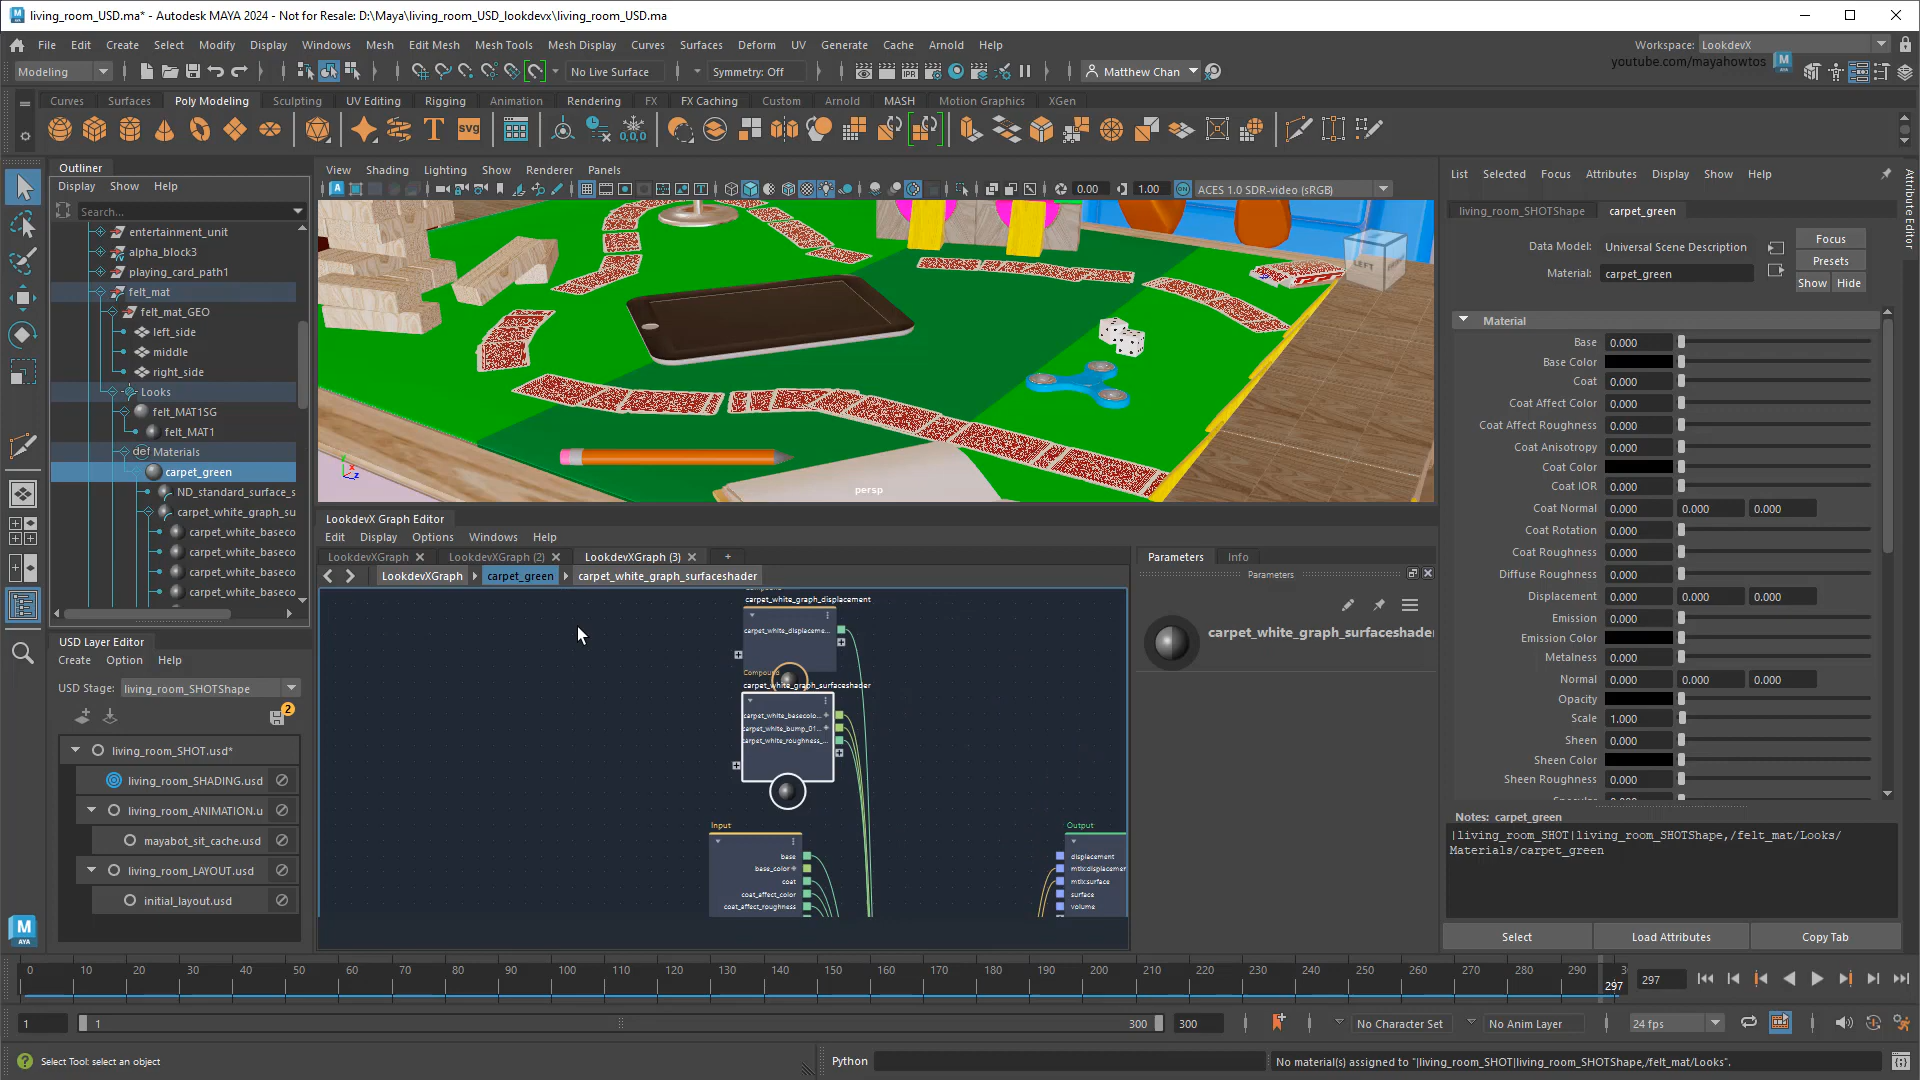 living_room_USD.ma* - Autodesk MAYA 2024 - Not for Resale: D:\Maya\living_room_USD_lookdevx\living_room_USD.ma
File Edit Create Select Modify Display Windows Mesh Edit Mesh Mesh Tools Mesh Display Curves Surfaces Deform UV Generate Cache Arnold Help
Workspace: LookdevX
youtube.com/mayahowtos
Modeling No Live Surface Symmetry: Off Matthew Chan
Curves Surfaces Poly Modeling Sculpting UV Editing Rigging Animation Rendering FX FX Caching Custom Arnold MASH Motion Graphics XGen
Outliner
Display Show Help
Search...
entertainment_unit
alpha_block3
playing_card_path1
felt_mat
felt_mat_GEO
left_side
middle
right_side
Looks
felt_MAT1SG
felt_MAT1
def Materials
carpet_green
ND_standard_surface_s
carpet_white_graph_su
carpet_white_baseco
carpet_white_baseco
carpet_white_baseco
carpet_white_baseco
USD Layer Editor
Create Option Help
USD Stage: living_room_SHOTShape
2
living_room_SHOT.usd*
living_room_SHADING.usd
living_room_ANIMATION.u
mayabot_sit_cache.usd
living_room_LAYOUT.usd
initial_layout.usd
View Shading Lighting Show Renderer Panels
0.00 1.00 ACES 1.0 SDR-video (sRGB)
LEFT
persp
LookdevX Graph Editor
Edit Display Options Windows Help
LookdevXGraph LookdevXGraph (2) LookdevXGraph (3) +
LookdevXGraph carpet_green carpet_white_graph_surfaceshader
carpet_white_graph_displacement
carpet_white_displaceme...
Compound
carpet_white_graph_surfaceshader
carpet_white_basecolo...
carpet_white_bump_01...
carpet_white_roughness_...
Input
base
base_color
coat
coat_affect_color
coat_affect_roughness
Output
displacement
mtlx:displacemen
mtlx:surface
surface
volume
Parameters Info
Parameters
carpet_white_graph_surfaceshader
List Selected Focus Attributes Display Show Help
living_room_SHOTShape carpet_green
Attribute Editor
Data Model: Universal Scene Description
Material: carpet_green
Focus
Presets
Show Hide
Material
Base 0.000
Base Color
Coat 0.000
Coat Affect Color 0.000
Coat Affect Roughness 0.000
Coat Anisotropy 0.000
Coat Color
Coat IOR 0.000
Coat Normal 0.000 0.000 0.000
Coat Rotation 0.000
Coat Roughness 0.000
Diffuse Roughness 0.000
Displacement 0.000 0.000 0.000
Emission 0.000
Emission Color
Metalness 0.000
Normal 0.000 0.000 0.000
Opacity
Scale 1.000
Sheen 0.000
Sheen Color
Sheen Roughness 0.000
Notes: carpet_green
|living_room_SHOT|living_room_SHOTShape,/felt_mat/Looks/
Materials/carpet_green
Select Load Attributes Copy Tab
0 10 20 30 40 50 60 70 80 90 100 110 120 130 140 150 160 170 180 190 200 210 220 230 240 250 260 270 280 290 297 297
1 1 300 300 No Character Set No Anim Layer 24 fps
Select Tool: select an object Python No material(s) assigned to "|living_room_SHOT|living_room_SHOTShape,/felt_mat/Looks".